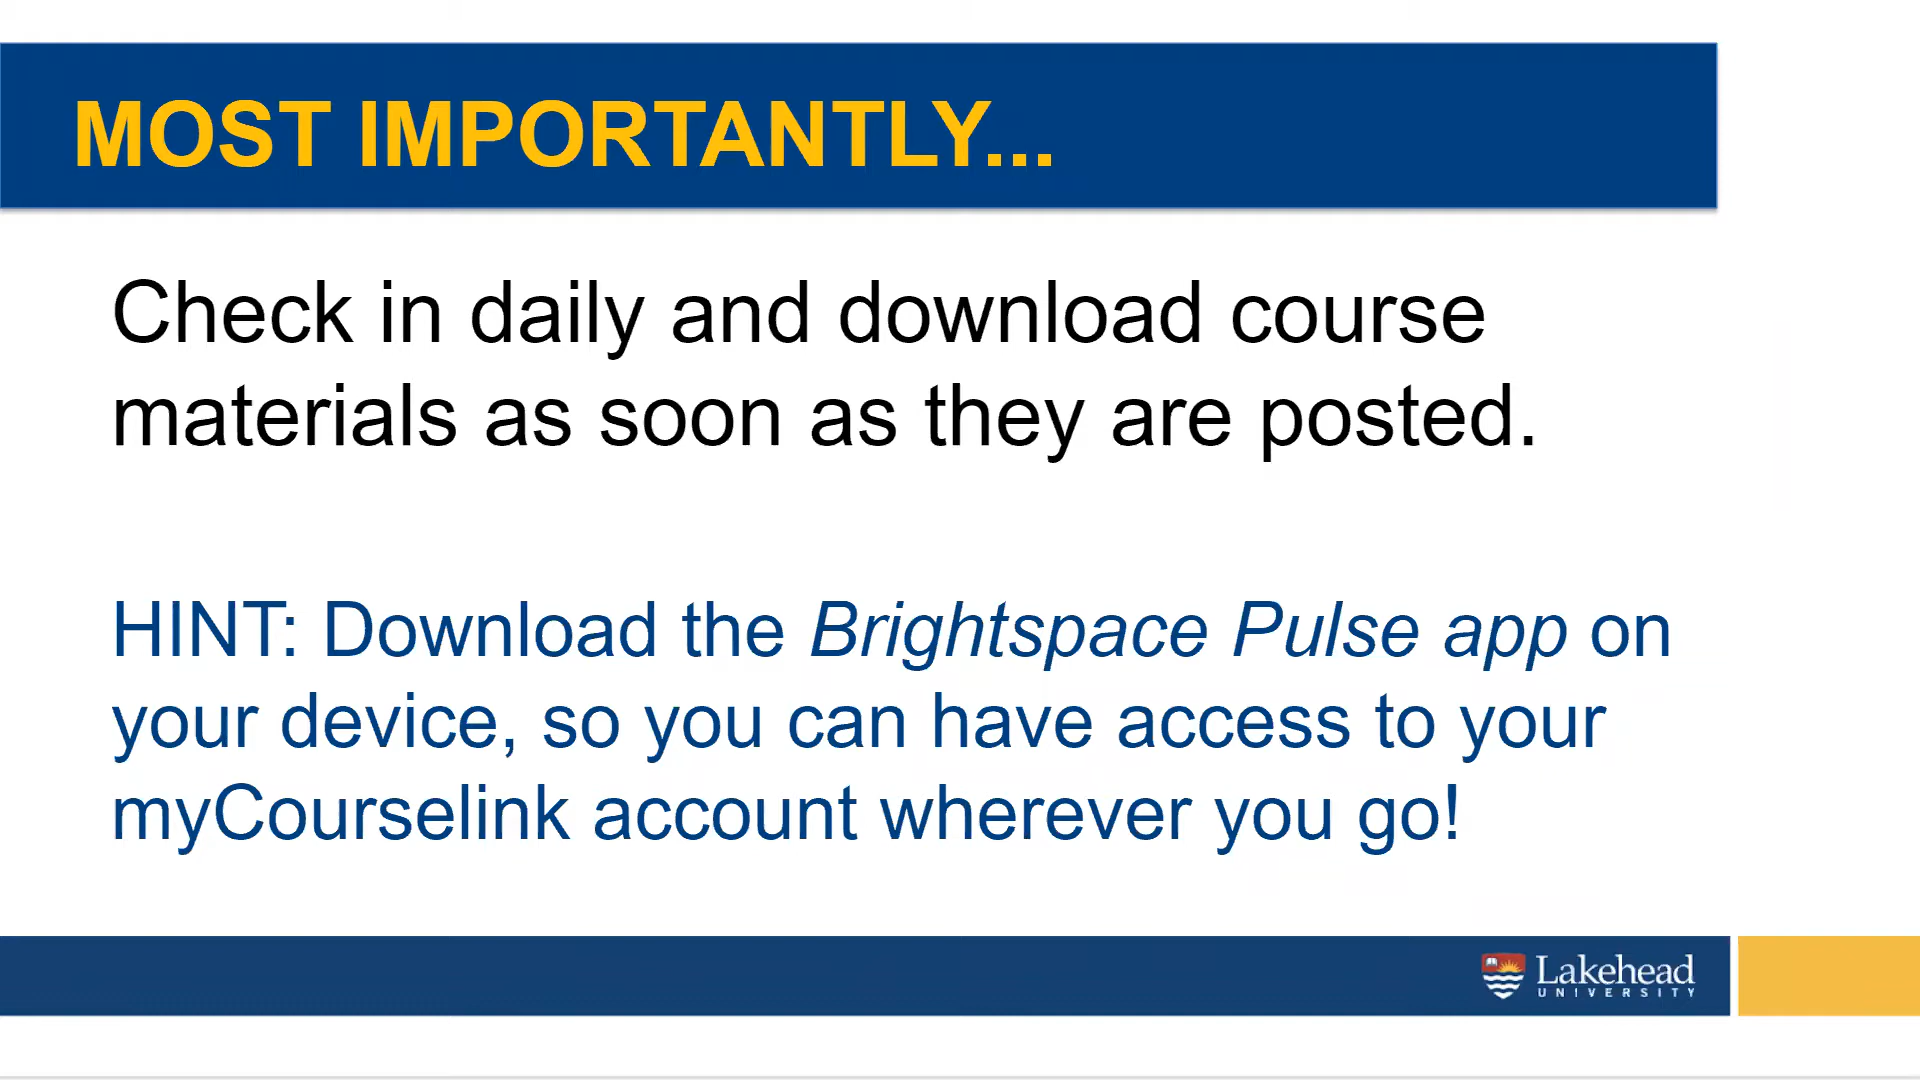 MOST IMPORTANTLY...
Check in daily and download course
materials as soon as they are posted.
HINT: Download the Brightspace Pulse app on
your device, so you can have access to your
myCourselink account wherever you go!
Lakehead
UNIVERSITY